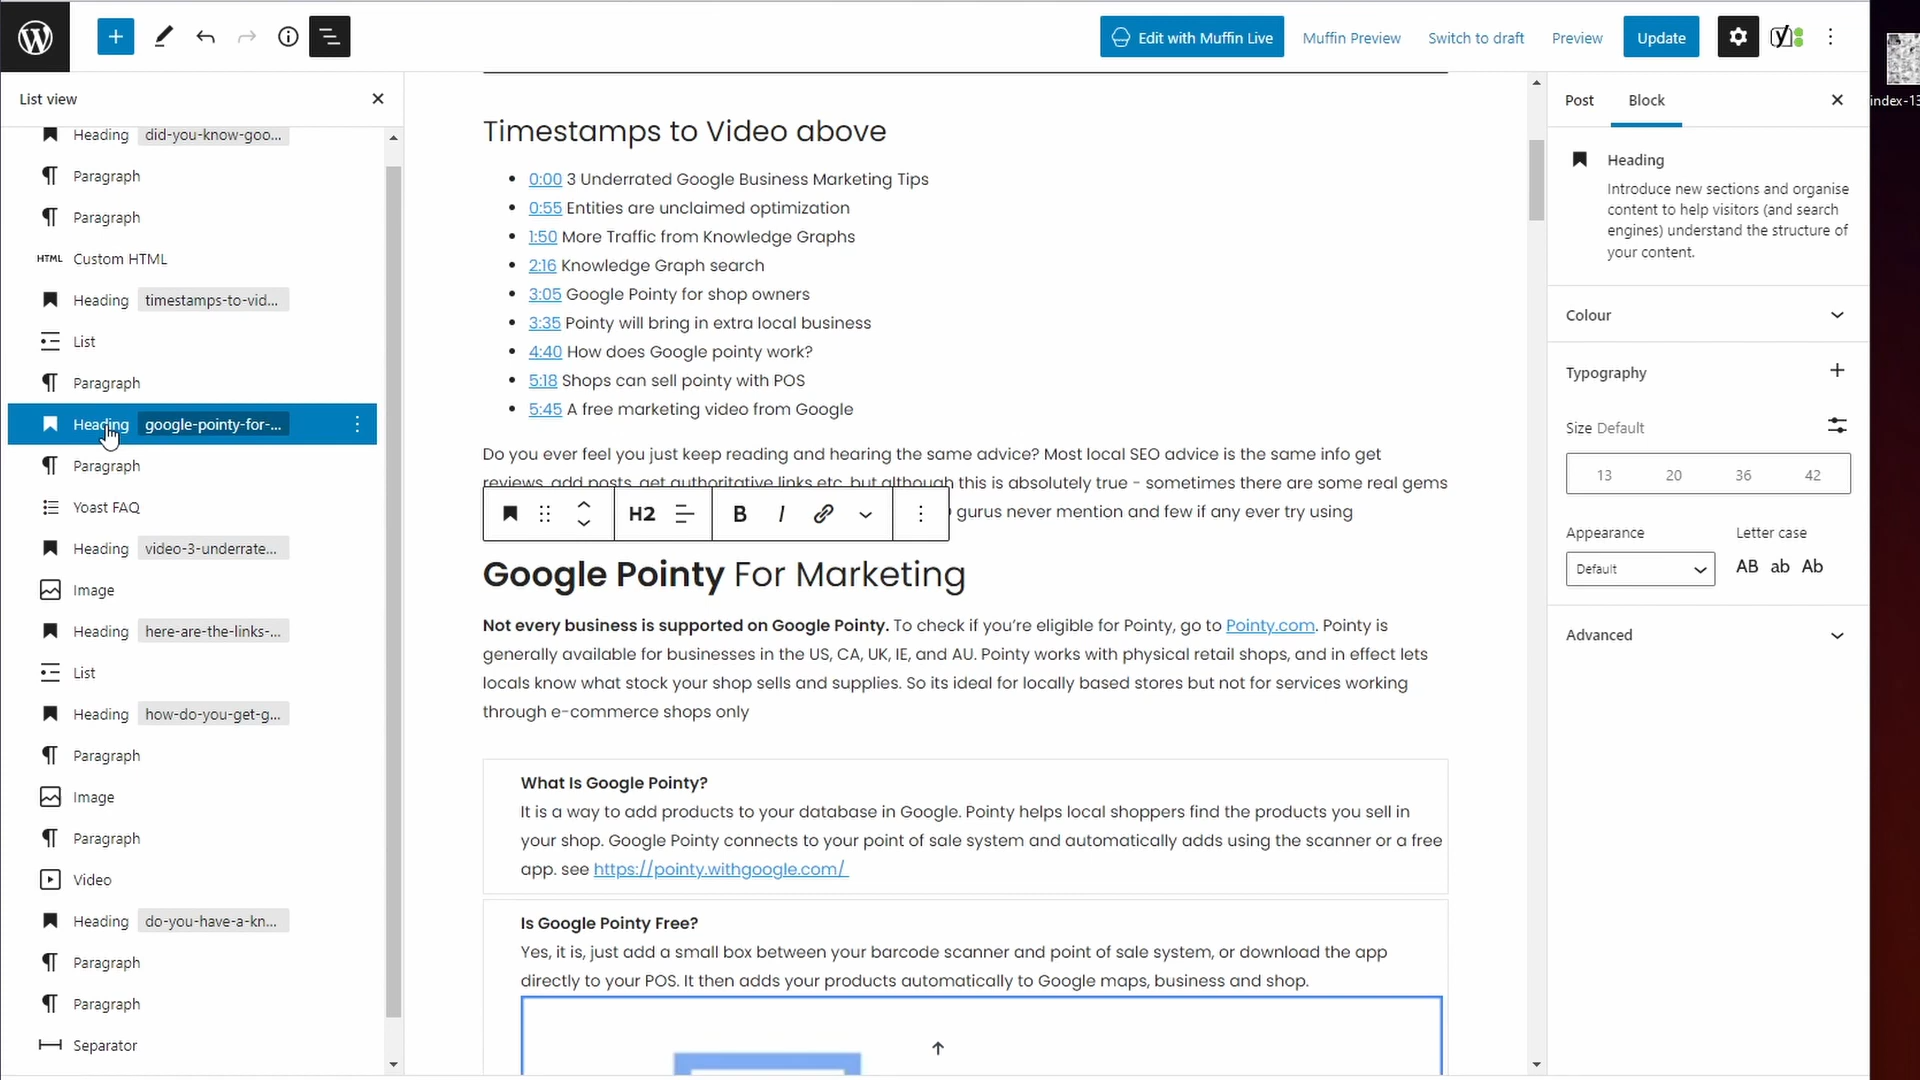 Edit with Muffin Live
Muffin Preview
Switch to draft
Preview
Update
index-13
List view
Heading did-you-know-goo...
Paragraph
Paragraph
HTML Custom HTML
Heading timestamps-to-vid...
List
Paragraph
Heading google-pointy-for-...
Paragraph
Yoast FAQ
Heading video-3-underrate...
Image
Heading here-are-the-links-...
List
Heading how-do-you-get-g...
Paragraph
Image
Paragraph
Video
Heading do-you-have-a-kn...
Paragraph
Paragraph
Separator
Timestamps to Video above
• 0:00 3 Underrated Google Business Marketing Tips
• 0:55 Entities are unclaimed optimization
• 1:50 More Traffic from Knowledge Graphs
• 2:16 Knowledge Graph search
• 3:05 Google Pointy for shop owners
• 3:35 Pointy will bring in extra local business
• 4:40 How does Google pointy work?
• 5:18 Shops can sell pointy with POS
• 5:45 A free marketing video from Google
Do you ever feel you just keep reading and hearing the same advice? Most local SEO advice is the same info get
reviews, add posts, get authoritative links etc, but although this is absolutely true - sometimes there are some real gems
gurus never mention and few if any ever try using
H2 B I
Google Pointy For Marketing
Not every business is supported on Google Pointy. To check if you’re eligible for Pointy, go to Pointy.com. Pointy is
generally available for businesses in the US, CA, UK, IE, and AU. Pointy works with physical retail shops, and in effect lets
locals know what stock your shop sells and supplies. So its ideal for locally based stores but not for services working
through e-commerce shops only
What Is Google Pointy?
It is a way to add products to your database in Google. Pointy helps local shoppers find the products you sell in
your shop. Google Pointy connects to your point of sale system and automatically adds using the scanner or a free
app. see https://pointy.withgoogle.com/
Is Google Pointy Free?
Yes, it is, just add a small box between your barcode scanner and point of sale system, or download the app
directly to your POS. It then adds your products automatically to Google maps, business and shop.
Post
Block
Heading
Introduce new sections and organise
content to help visitors (and search
engines) understand the structure of
your content.
Colour
Typography
Size Default
13 20 36 42
Appearance
Letter case
Default
AB ab Ab
Advanced